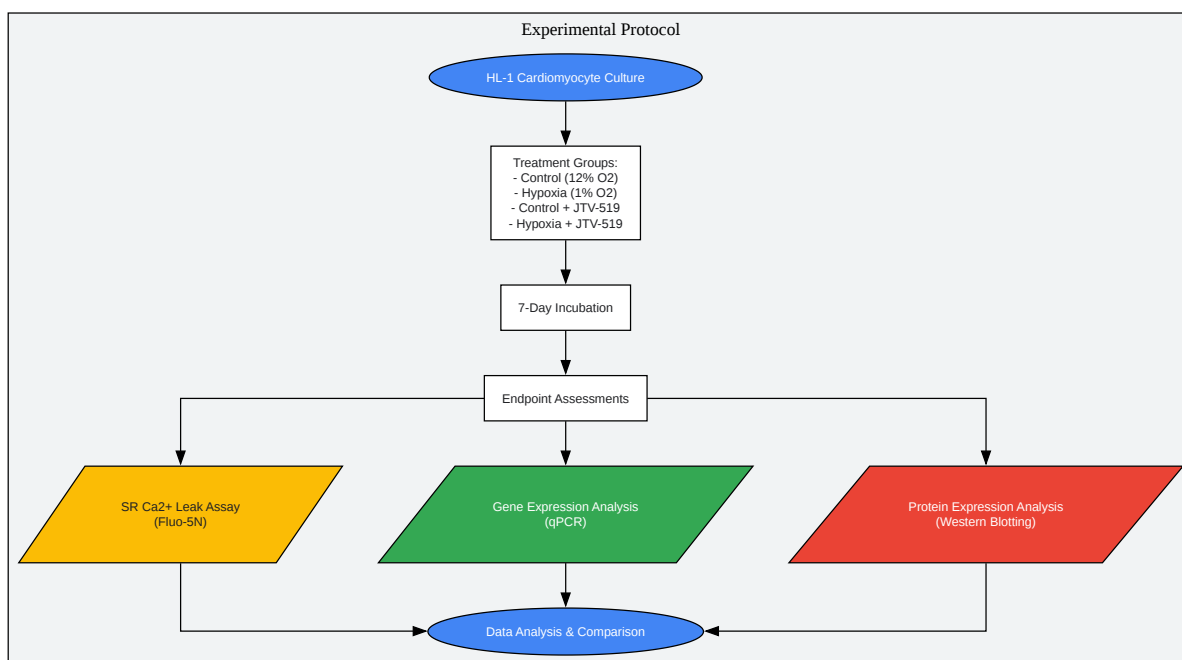 Experimental Protocol
HL-1 Cardiomyocyte Culture
Treatment Groups:
- Control (12% O2)
- Hypoxia (1% O2)
- Control + JTV-519
- Hypoxia + JTV-519
7-Day Incubation
Endpoint Assessments
SR Ca2+ Leak Assay
(Fluo-5N)
Gene Expression Analysis
(qPCR)
Protein Expression Analysis
(Western Blotting)
Data Analysis & Comparison